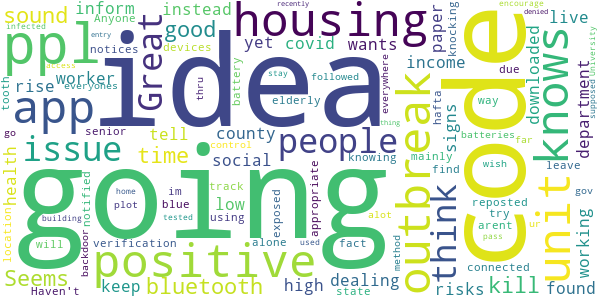 recently
infected
Anyone
sound
inform
instead
ppl
Great
good
yet
covid
devices
entry
access
everyones
notices
housing
wants
idea
paper
knocking
encourage
denied
live
code
knows
downloaded
department
University
supposed
everywhere
income
due
rise
worker
battery
app
tooth
thru
stay
followed
elderly
thing
batteries
hafta
signs
way
far
go
senior
tell
county
people
outbreak
issue
time
social
knowing
control
mainly
find
think
wish
leave
unit
gov
health
location
notified
going
home
im
track
low
exposed
appropriate
reposted
try
arent
ur
working
plot
blue
using
fact
method
connected
pass
building
will
backdoor
tested
verification
alone
used
alot
positive
dealing
risks
kill
found
Seems
Haven't
keep
bluetooth
high
state